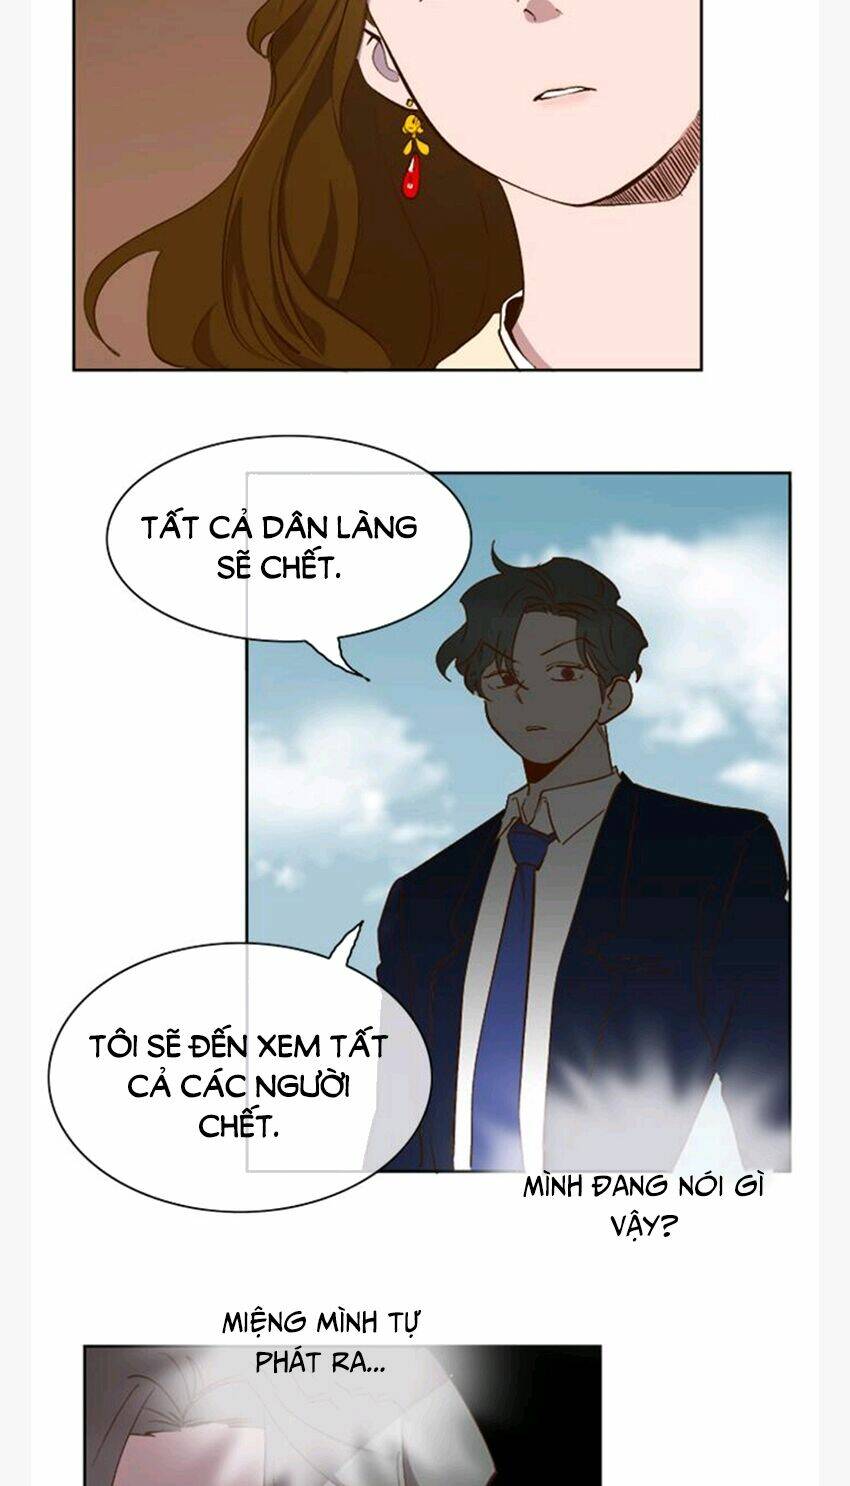 TẤT CẢ DÂN LÀNG
SẼ CHẾT.
TÔI SẼ ĐẾN XEM TẤT
CẢ CÁC NGƯỜI
CHẾT.
MÌNH ĐANG NÓI GÌ
VẬY?
MIỆNG MÌNH TỰ
PHÁT RA...